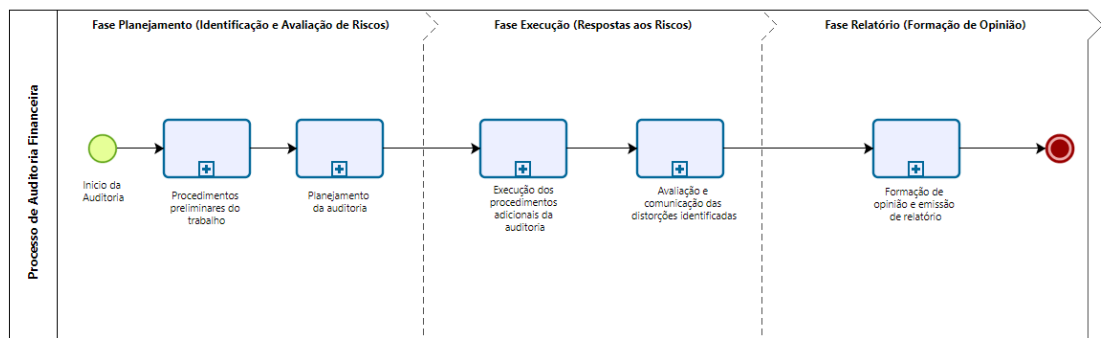 Fase Planejamento (Identificação e Avaliação de Riscos)
Fase Execução (Respostas aos Riscos)
Fase Relatório (Formação de Opinião)
Processo de Auditoria Financeira
Início da
Auditoria
Procedimentos
preliminares do
trabalho
Planejamento
da auditoria
Execução dos
procedimentos
adicionais da
auditoria
Avaliação e
comunicação das
distorções identificadas
Formação de
opinião e emissão
de relatório